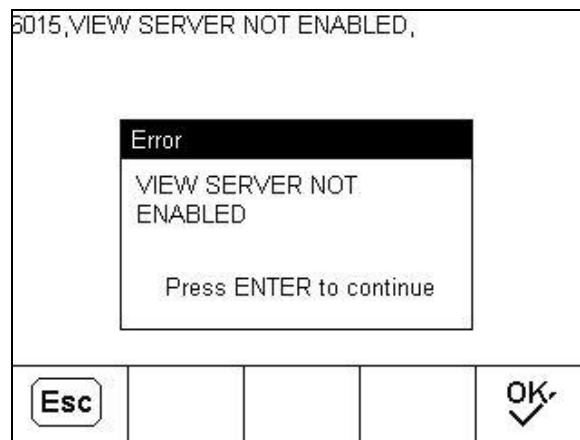 6015,VIEW SERVER NOT ENABLED,
Error
VIEW SERVER NOT
ENABLED
Press ENTER to continue
Esc
OK